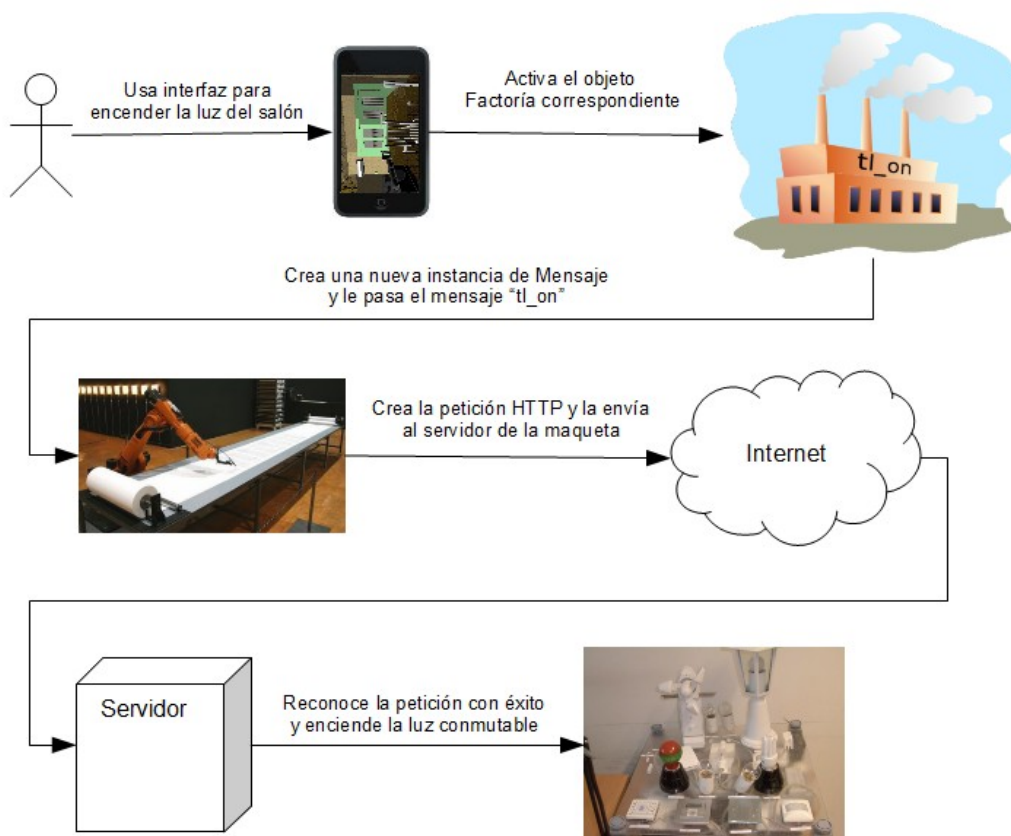 Usa interfaz para
encender la luz del salón
Activa el objeto
Factoría correspondiente
tl_on
Crea una nueva instancia de Mensaje
y le pasa el mensaje “tl_on”
Crea la petición HTTP y la envía
al servidor de la maqueta
Internet
Servidor
Reconoce la petición con éxito
y enciende la luz conmutable